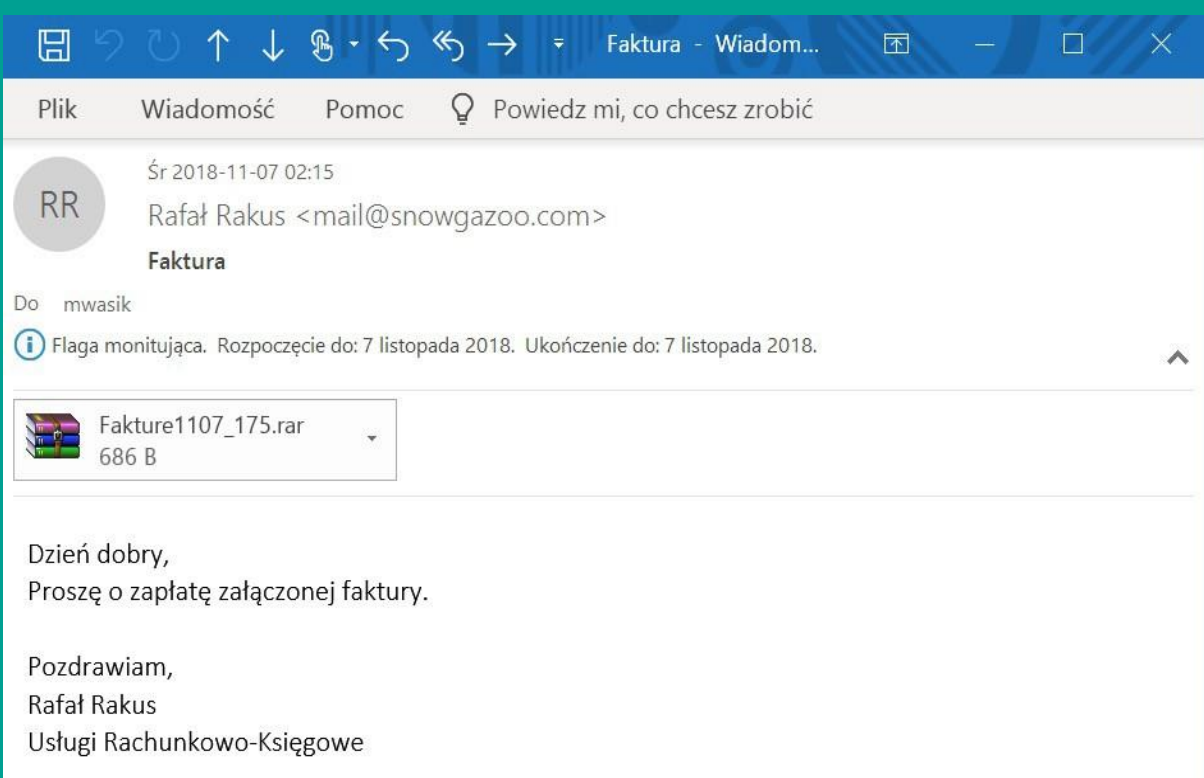 Faktura - Wiadom...
Plik Wiadomość Pomoc Powiedz mi, co chcesz zrobić
Śr 2018-11-07 02:15
RR
Rafał Rakus <mail@snowgazoo.com>
Faktura
Do mwasik
Flaga monitująca. Rozpoczęcie do: 7 listopada 2018. Ukończenie do: 7 listopada 2018.
Fakture1107_175.rar
686 B
Dzień dobry,
Proszę o zapłatę załączonej faktury.
Pozdrawiam,
Rafał Rakus
Usługi Rachunkowo-Księgowe